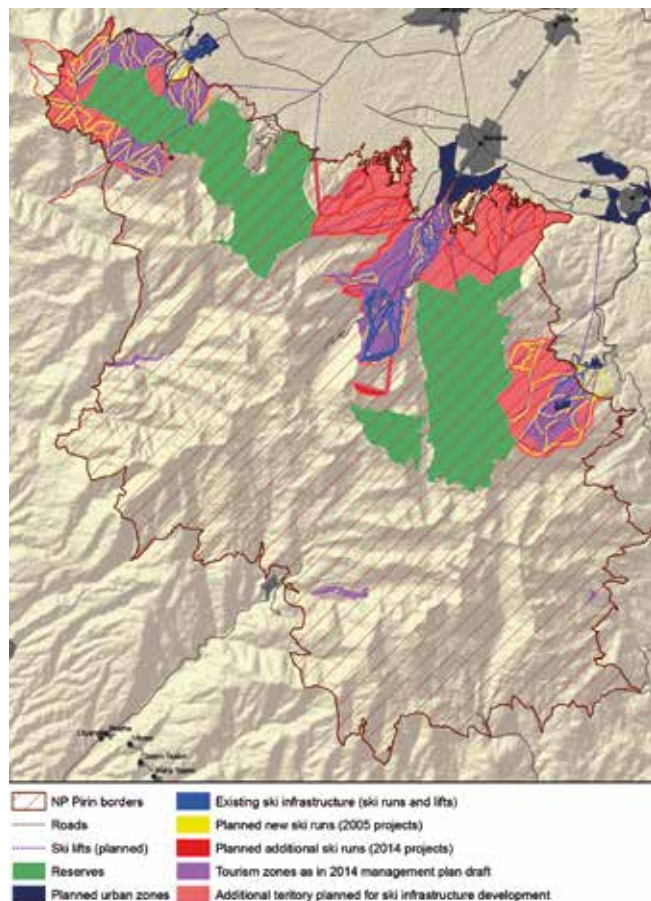 NP Pirin borders
Roads
Ski lifts (planned)
Reserves
Planned urban zones
Existing ski infrastructure (ski runs and lifts)
Planned new ski runs (2005 projects)
Planned additional ski runs (2014 projects)
Tourism zones as in 2014 management plan draft
Additional teritory planned for ski infrastructure development